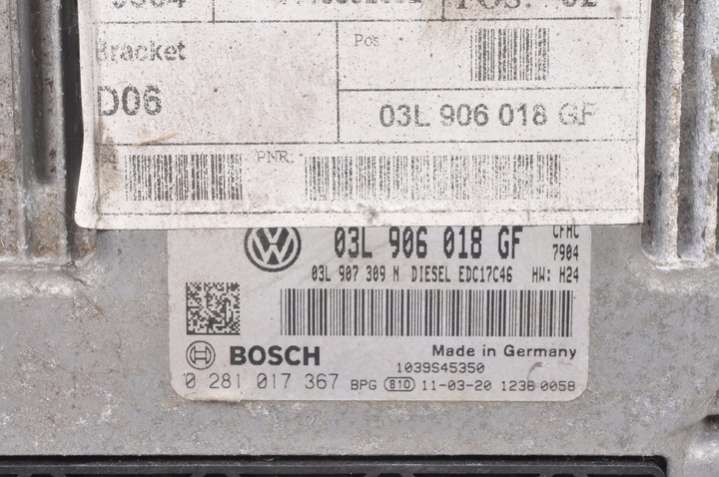 Bracket
Pos
D06
03L 906 018 GF
PNR
03L 906 018 GF
CFHC
7904
03L 907 309 N DIESEL EDC17C46 HW: H24
BOSCH
Made in Germany
1039S45350
0 281 017 367 BPG 810 11-03-20 1238 0058